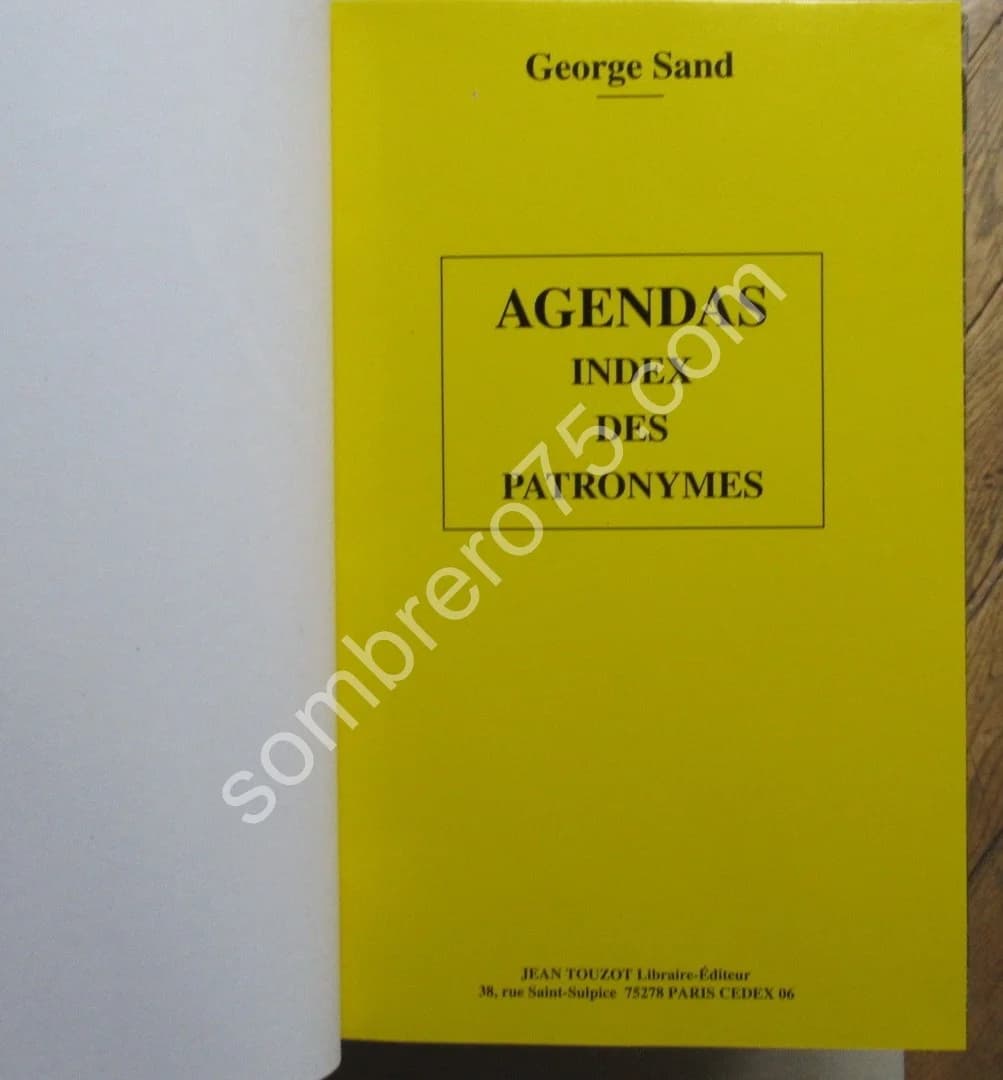 George Sand
AGENDAS
INDEX
DES
PATRONYMES
sombrero75.com
JEAN TOUZOT Libraire-Éditeur
38, rue Saint-Sulpice 75278 PARIS CEDEX 06